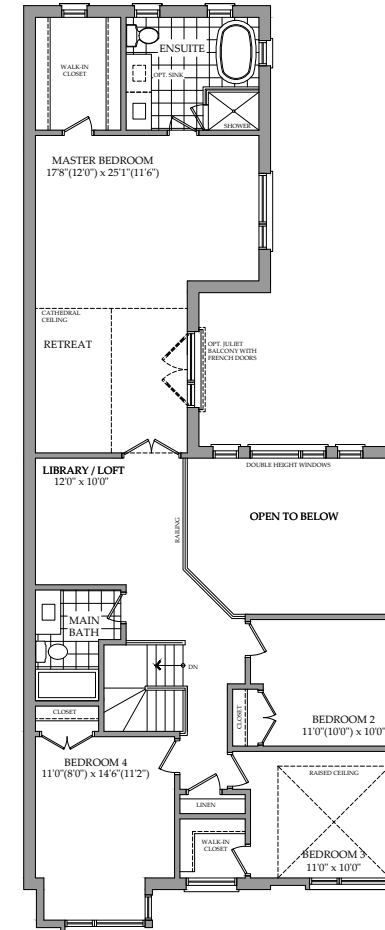 ENSUITE
WALK-IN
CLOSET
OPT. SINK
SHOWER
MASTER BEDROOM
17'8"(12'0") x 25'1"(11'6")
CATHEDRAL
CEILING
RETREAT
OPT. JULIET
BALCONY WITH
FRENCH DOORS
LIBRARY / LOFT
12'0" x 10'0"
DOUBLE HEIGHT WINDOWS
RAILING
OPEN TO BELOW
MAIN
BATH
DN
CLOSET
CLOSET
BEDROOM 2
11'0"(10'0") x 10'0"
BEDROOM 4
11'0"(8'0") x 14'6"(11'2")
RAISED CEILING
LINEN
WALK-IN
CLOSET
BEDROOM 3
11'0" x 10'0"